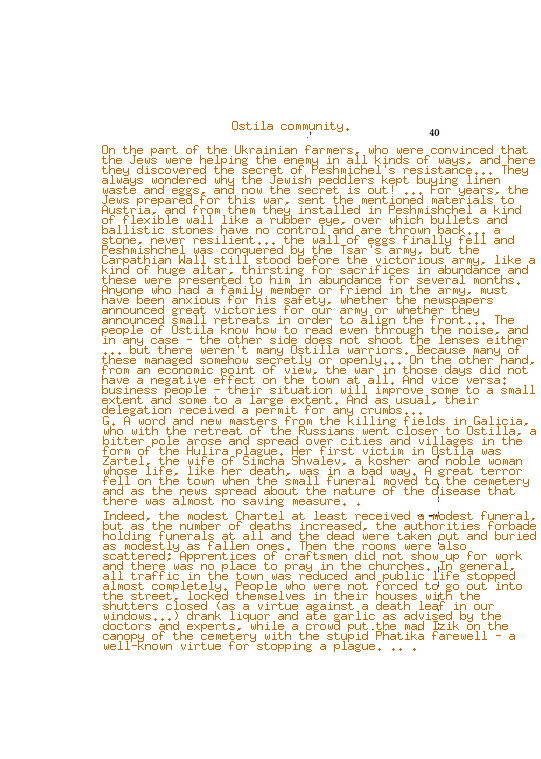 Ostila community.
40
On the part of the Ukrainian farmers, who were convinced that
the Jews were helping the enemy in all kinds of ways, and here
they discovered the secret of Peshmichel's resistance... They
always wondered why the Jewish peddlers kept buying linen
waste and eggs, and now the secret is out! ... For years, the
Jews prepared for this war, sent the mentioned materials to
Austria, and from them they installed in Peshmishchel a kind
of flexible wall like a rubber eye, over which bullets and
ballistic stones have no control and are thrown back... a
stone, never resilient... the wall of eggs finally fell and
Peshmishchel was conquered by the Tsar's army, but the
Carpathian Wall still stood before the victorious army, like a
kind of huge altar, thirsting for sacrifices in abundance and
these were presented to him in abundance for several months.
Anyone who had a family member or friend in the army, must
have been anxious for his safety, whether the newspapers
announced great victories for our army or whether they
announced small retreats in order to align the front... The
people of Ostila know how to read even through the noise, and
in any case - the other side does not shoot the lenses either
... but there weren't many Ostilla warriors. Because many of
these managed somehow secretly or openly... On the other hand,
from an economic point of view, the war in those days did not
have a negative effect on the town at all. And vice versa:
business people - their situation will improve some to a small
extent and some to a large extent. And as usual, their
delegation received a permit for any crumbs...
G. A word and new masters from the killing fields in Galicia,
who with the retreat of the Russians went closer to Ostilla, a
bitter pole arose and spread over cities and villages in the
form of the Hulira plague. Her first victim in Ostila was
Zartel, the wife of Simcha Shvalev, a kosher and noble woman
whose life, like her death, was in a bad way. A great terror
fell on the town when the small funeral moved to the cemetery
and as the news spread about the nature of the disease that
there was almost no saving measure. .
Indeed, the modest Chartel at least received a modest funeral,
but as the number of deaths increased, the authorities forbade
holding funerals at all and the dead were taken out and buried
as modestly as fallen ones. Then the rooms were also
scattered; Apprentices of craftsmen did not show up for work
and there was no place to pray in the churches. In general,
all traffic in the town was reduced and public life stopped
almost completely. People who were not forced to go out into
the street, locked themselves in their houses with the
shutters closed (as a virtue against a death leaf in our
windows...) drank liquor and ate garlic as advised by the
doctors and experts, while a crowd put the mad Izik on the
canopy of the cemetery with the stupid Phatika farewell - a
well-known virtue for stopping a plague. .. .